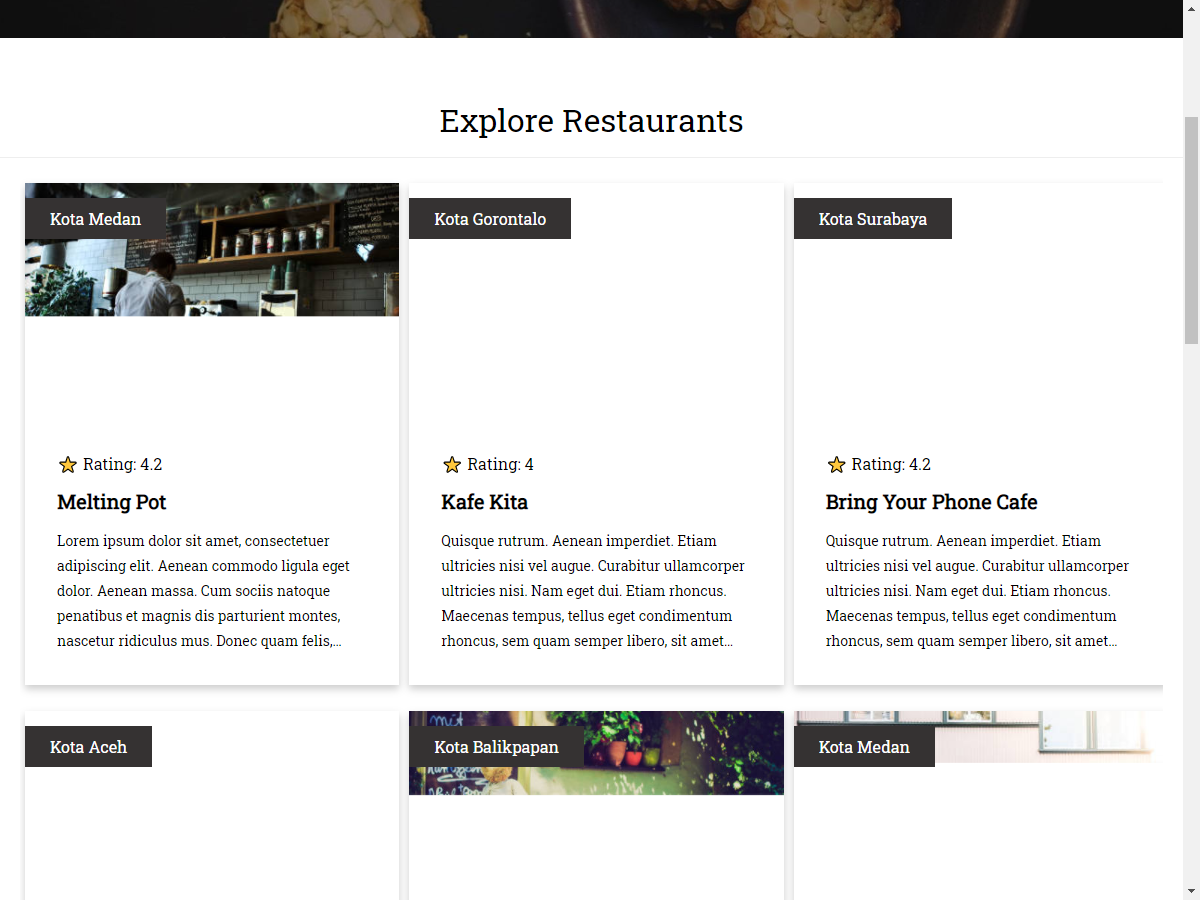 Explore Restaurants
Kota Medan
Kota Gorontalo
Kota Surabaya
Rating: 4.2
Melting Pot
Lorem ipsum dolor sit amet, consectetuer
adipiscing elit. Aenean commodo ligula eget
dolor. Aenean massa. Cum sociis natoque
penatibus et magnis dis parturient montes,
nascetur ridiculus mus. Donec quam felis,...
Rating: 4
Kafe Kita
Quisque rutrum. Aenean imperdiet. Etiam
ultricies nisi vel augue. Curabitur ullamcorper
ultricies nisi. Nam eget dui. Etiam rhoncus.
Maecenas tempus, tellus eget condimentum
rhoncus, sem quam semper libero, sit amet...
Rating: 4.2
Bring Your Phone Cafe
Quisque rutrum. Aenean imperdiet. Etiam
ultricies nisi vel augue. Curabitur ullamcorper
ultricies nisi. Nam eget dui. Etiam rhoncus.
Maecenas tempus, tellus eget condimentum
rhoncus, sem quam semper libero, sit amet...
Kota Aceh
Kota Balikpapan
Kota Medan